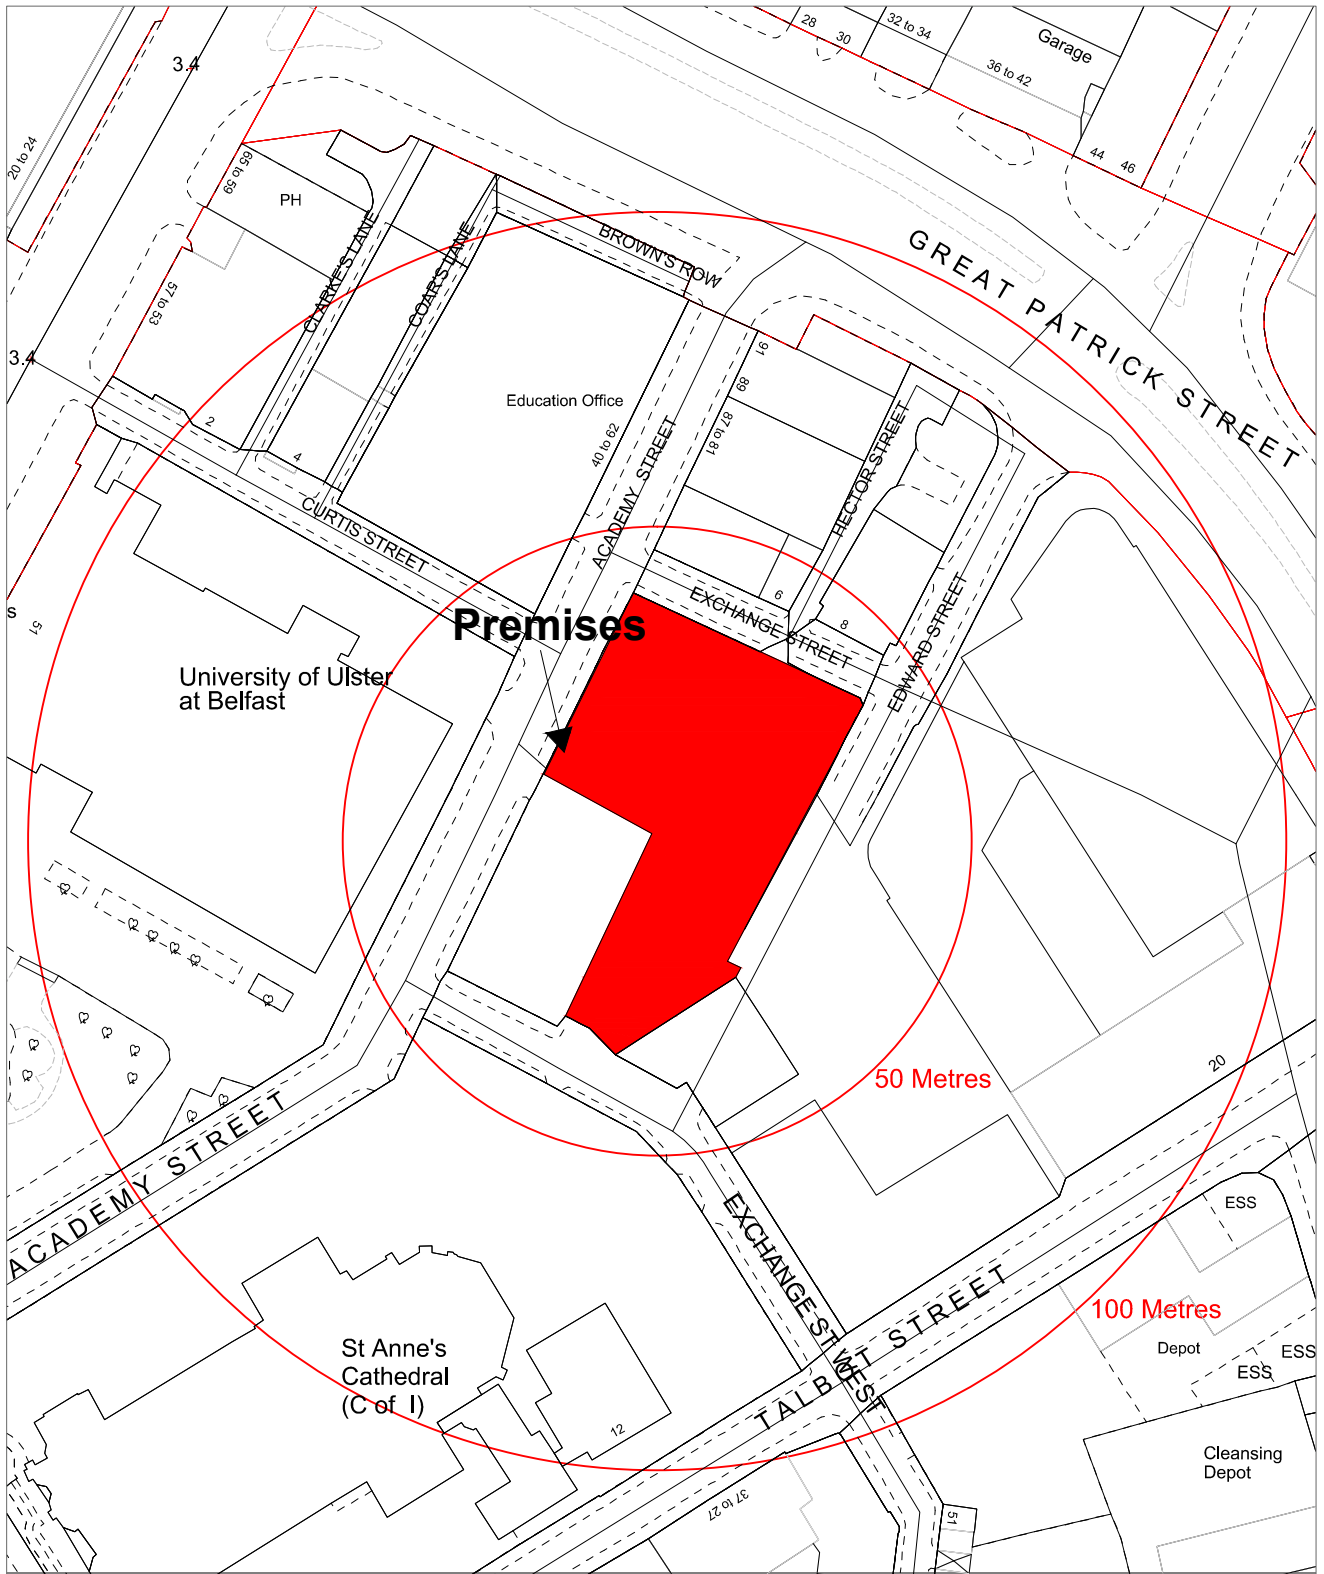 28
30
32 to 34
Garage
36 to 42
3.4
20 to 24
44
46
65 to 59
PH
CLARKE'S LANE
COAR'S LANE
BROWN'S ROW
GREAT PATRICK STREET
57 to 53
3.4
91
89
87 to 81
Education Office
40 to 62
ACADEMY STREET
HECTOR STREET
2
4
CURTIS STREET
6
8
EXCHANGE STREET
EDWARD STREET
Premises
s
51
University of Ulster
at Belfast
50 Metres
20
ACADEMY STREET
EXCHANGE ST WEST
TALBOT STREET
ESS
100 Metres
Depot
ESS
ESS
St Anne's
Cathedral
(C of I)
12
Cleansing
Depot
37 to 27
51